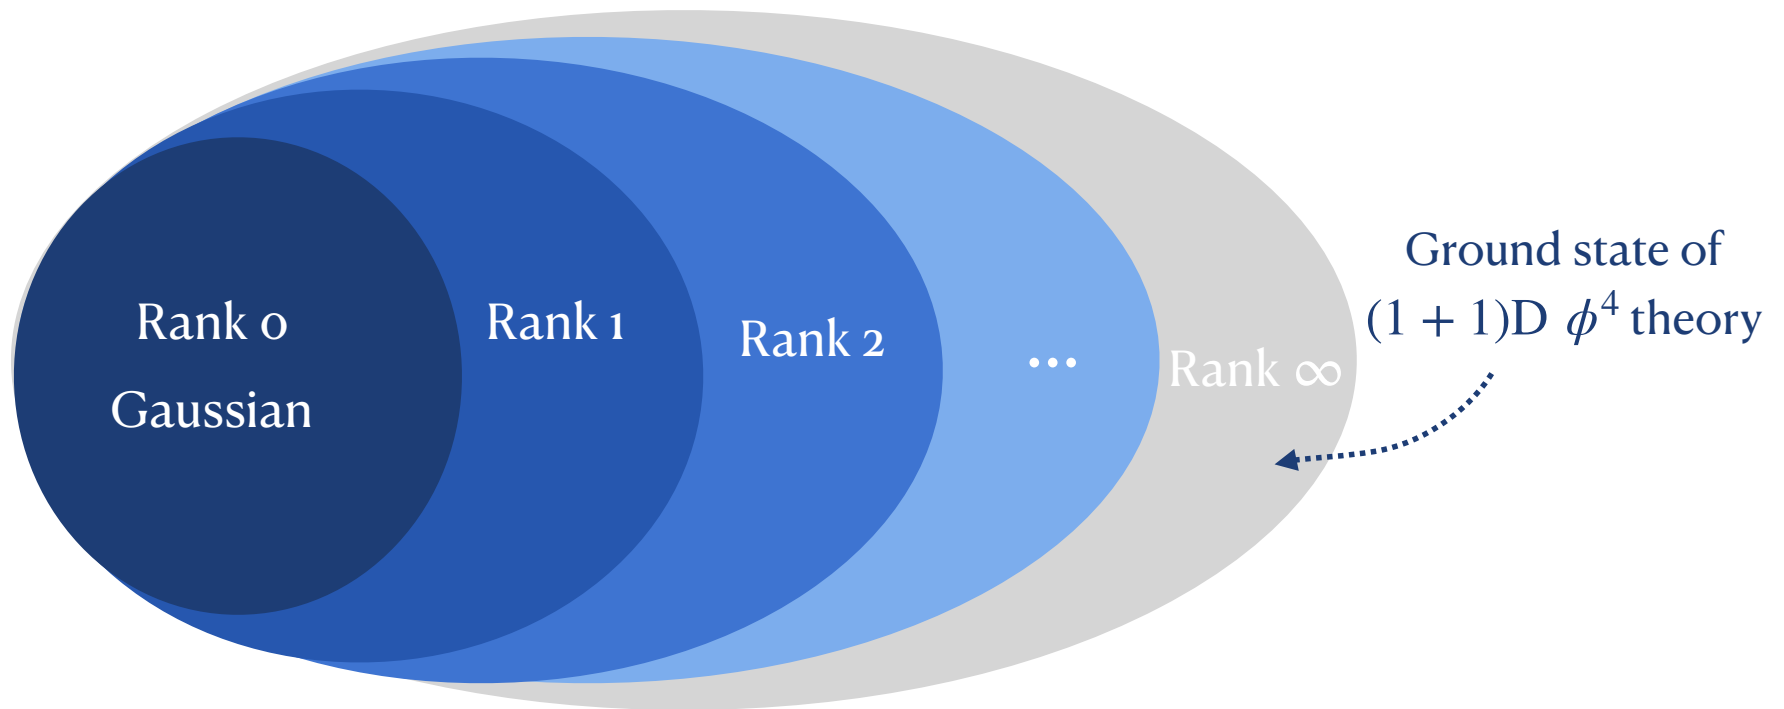 Rank 0
Gaussian
Rank 1
Rank 2
...
Rank ∞
Ground state of
(1 + 1)D ϕ⁴ theory